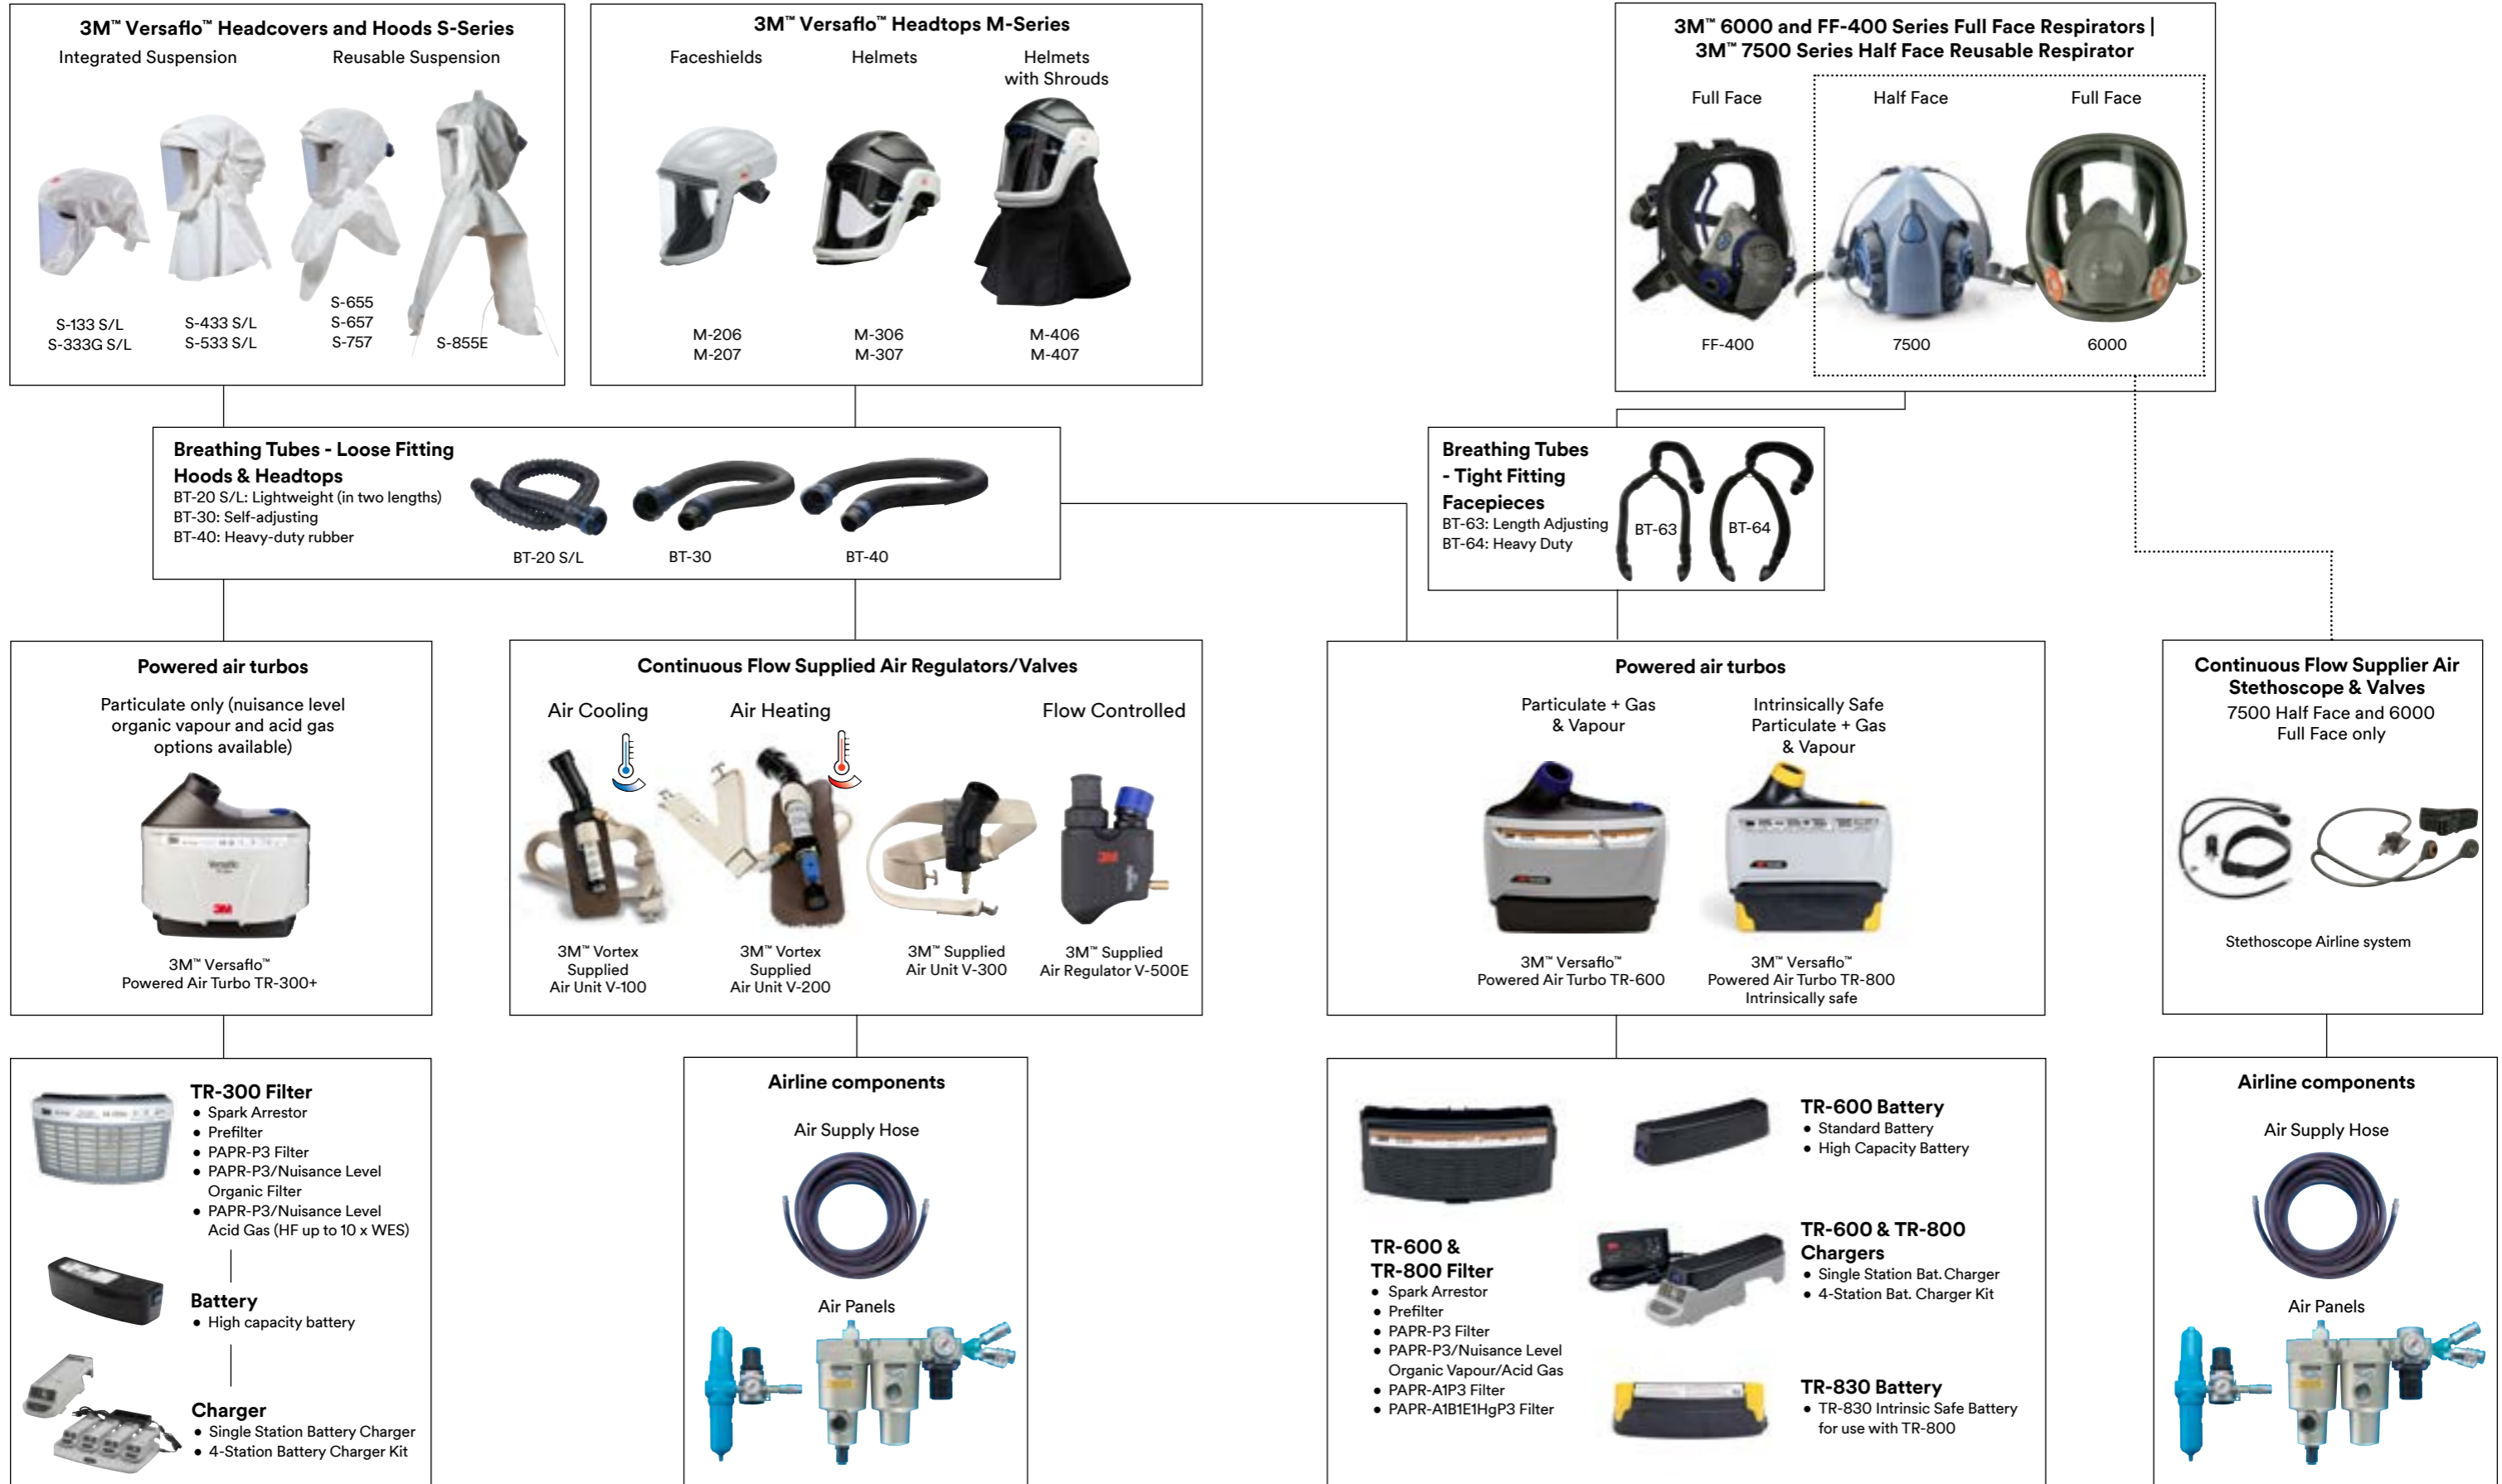 3M™ Versaflo™ Headcovers and Hoods S-Series
Integrated Suspension
Reusable Suspension
S-133 S/L
S-333G S/L
S-433 S/L
S-533 S/L
S-655
S-657
S-757
S-855E
3M™ Versaflo™ Headtops M-Series
Faceshields
Helmets
Helmets
with Shrouds
M-206
M-207
M-306
M-307
M-406
M-407
3M™ 6000 and FF-400 Series Full Face Respirators |
3M™ 7500 Series Half Face Reusable Respirator
Full Face
Half Face
Full Face
FF-400
7500
6000
Breathing Tubes - Loose Fitting
Hoods & Headtops
BT-20 S/L: Lightweight (in two lengths)
BT-30: Self-adjusting
BT-40: Heavy-duty rubber
BT-20 S/L
BT-30
BT-40
Breathing Tubes
- Tight Fitting
Facepieces
BT-63: Length Adjusting
BT-64: Heavy Duty
BT-63
BT-64
Powered air turbos
Particulate only (nuisance level
organic vapour and acid gas
options available)
Versaflo
3M
3M™ Versaflo™
Powered Air Turbo TR-300+
Continuous Flow Supplied Air Regulators/Valves
Air Cooling
Air Heating
Flow Controlled
3M
3M™ Vortex
Supplied
Air Unit V-100
3M™ Vortex
Supplied
Air Unit V-200
3M™ Supplied
Air Unit V-300
3M™ Supplied
Air Regulator V-500E
Powered air turbos
Particulate + Gas
& Vapour
Intrinsically Safe
Particulate + Gas
& Vapour
3M™ Versaflo™
Powered Air Turbo TR-600
3M™ Versaflo™
Powered Air Turbo TR-800
Intrinsically safe
Continuous Flow Supplier Air
Stethoscope & Valves
7500 Half Face and 6000
Full Face only
Stethoscope Airline system
TR-300 Filter
• Spark Arrestor
• Prefilter
• PAPR-P3 Filter
• PAPR-P3/Nuisance Level
Organic Filter
• PAPR-P3/Nuisance Level
Acid Gas (HF up to 10 x WES)
Battery
• High capacity battery
Charger
• Single Station Battery Charger
• 4-Station Battery Charger Kit
Airline components
Air Supply Hose
Air Panels
TR-600 &
TR-800 Filter
• Spark Arrestor
• Prefilter
• PAPR-P3 Filter
• PAPR-P3/Nuisance Level
Organic Vapour/Acid Gas
• PAPR-A1P3 Filter
• PAPR-A1B1E1HgP3 Filter
TR-600 Battery
• Standard Battery
• High Capacity Battery
TR-600 & TR-800
Chargers
• Single Station Bat. Charger
• 4-Station Bat. Charger Kit
TR-830 Battery
• TR-830 Intrinsic Safe Battery
for use with TR-800
Airline components
Air Supply Hose
Air Panels